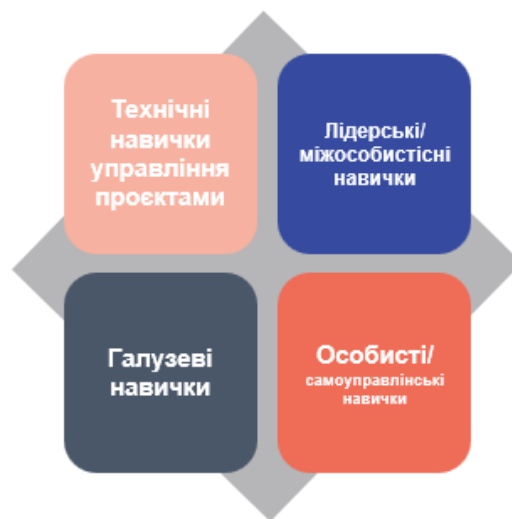 Технічні
навички
управління
проєктами
Лідерські/
міжособистісні
навички
Галузеві
навички
Особисті/
самоуправлінські
навички